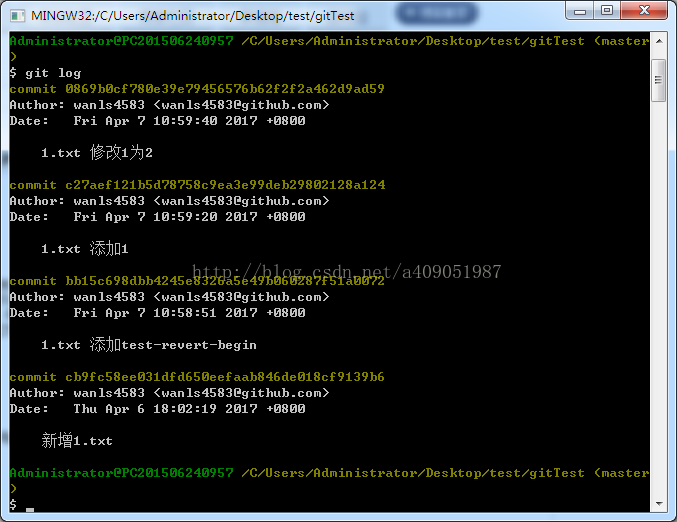 MINGW32:/C/Users/Administrator/Desktop/test/gitTest
Administrator@PC201506240957 /C/Users/Administrator/Desktop/test/gitTest (master
)
$ git log
commit 0869b0cf780e39e79456576b62f2f2a462d9ad59
Author: wanls4583 <wanls4583@github.com>
Date:   Fri Apr 7 10:59:40 2017 +0800
1.txt 修改1为2
commit c27aef121b5d78758c9ea3e99deb29802128a124
Author: wanls4583 <wanls4583@github.com>
Date:   Fri Apr 7 10:59:20 2017 +0800
1.txt 添加1
http://blog.csdn.net/a409051987
commit bb15c698dbb4245e8326a5e49b060287f51a0072
Author: wanls4583 <wanls4583@github.com>
Date:   Fri Apr 7 10:58:51 2017 +0800
1.txt 添加test-revert-begin
commit cb9fc58ee031dfd650eefaab846de018cf9139b6
Author: wanls4583 <wanls4583@github.com>
Date:   Thu Apr 6 18:02:19 2017 +0800
新增1.txt
Administrator@PC201506240957 /C/Users/Administrator/Desktop/test/gitTest (master
)
$